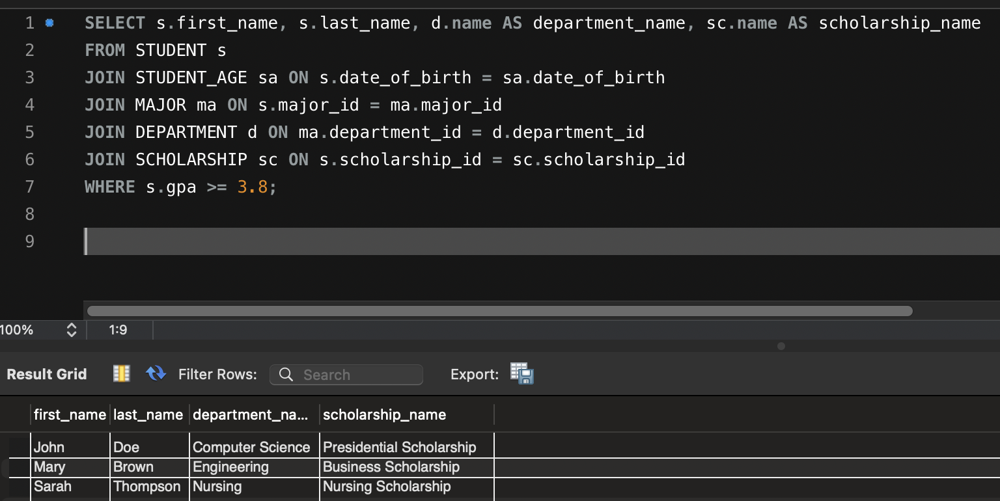 1 SELECT s.first_name, s.last_name, d.name AS department_name, sc.name AS scholarship_name
2 FROM STUDENT s
3 JOIN STUDENT_AGE sa ON s.date_of_birth = sa.date_of_birth
4 JOIN MAJOR ma ON s.major_id = ma.major_id
5 JOIN DEPARTMENT d ON ma.department_id = d.department_id
6 JOIN SCHOLARSHIP sc ON s.scholarship_id = sc.scholarship_id
7 WHERE s.gpa >= 3.8;
8
9
100% 1:9
Result Grid Filter Rows: Search Export:
first_name last_name department_na... scholarship_name
John Doe Computer Science Presidential Scholarship
Mary Brown Engineering Business Scholarship
Sarah Thompson Nursing Nursing Scholarship